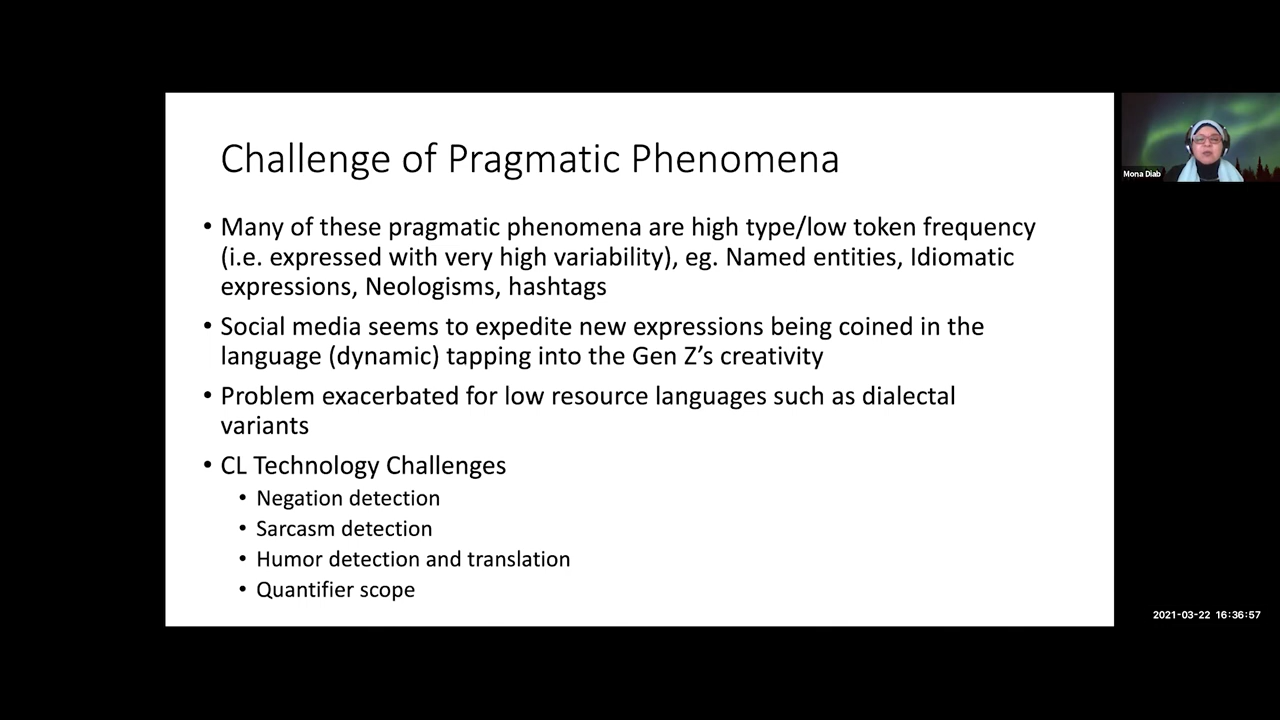 Challenge of Pragmatic Phenomena
• Many of these pragmatic phenomena are high type/low token frequency
(i.e. expressed with very high variability), eg. Named entities, Idiomatic
expressions, Neologisms, hashtags
• Social media seems to expedite new expressions being coined in the
language (dynamic) tapping into the Gen Z’s creativity
• Problem exacerbated for low resource languages such as dialectal
variants
• CL Technology Challenges
• Negation detection
• Sarcasm detection
• Humor detection and translation
• Quantifier scope
Mona Diab
2021-03-22 16:36:57